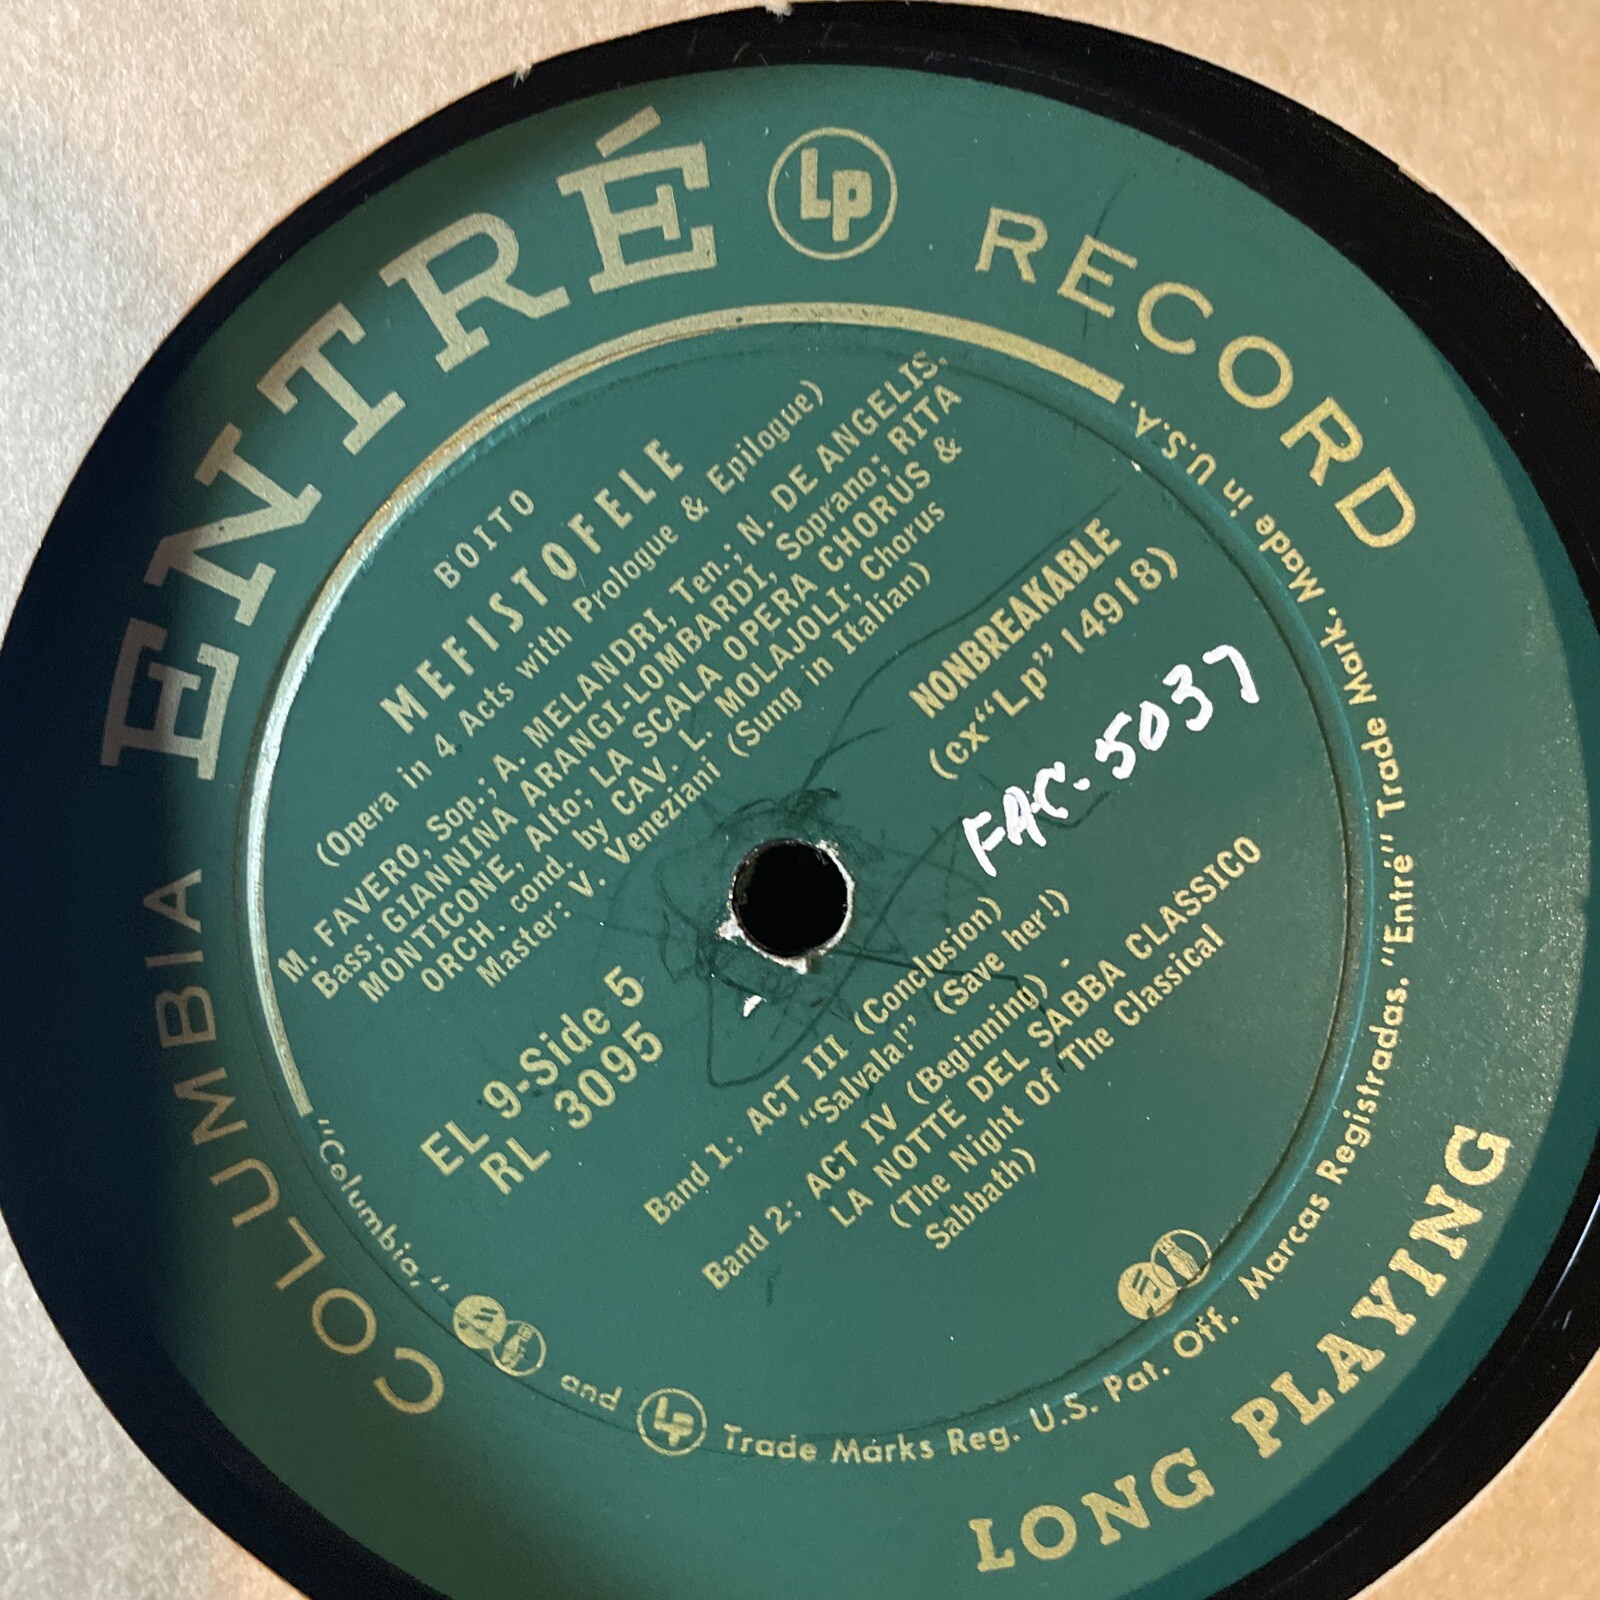 COLUMBIA ENTRÉ Lp RECORD
BOITO
MEFISTOFELE
(Opera in 4 Acts with Prologue & Epilogue)
M. FAVERO, Sop.; A. MELANDRI, Ten.; N. DE ANGELIS,
Bass; GIANNINA ARANGI-LOMBARDI, Soprano; RITA
MONTICONE, Alto; LA SCALA OPERA CHORUS &
ORCH. cond. by CAV. L. MOLAJOLI; Chorus
Master: V. Veneziani (Sung in Italian)
EL 9-Side 5
RL 3095
NONBREAKABLE
(cx“Lp” 14918)
FAC-5037
Band 1: ACT III (Conclusion)
“Salvala!” (Save her!)
Band 2: ACT IV (Beginning) -
LA NOTTE DEL SABBA CLASSICO
(The Night Of The Classical
Sabbath)
"Columbia," and Lp Trade Marks Reg. U.S. Pat. Off. Marcas Registradas. "Entré" Trade Mark. Made in U.S.A.
LONG PLAYING